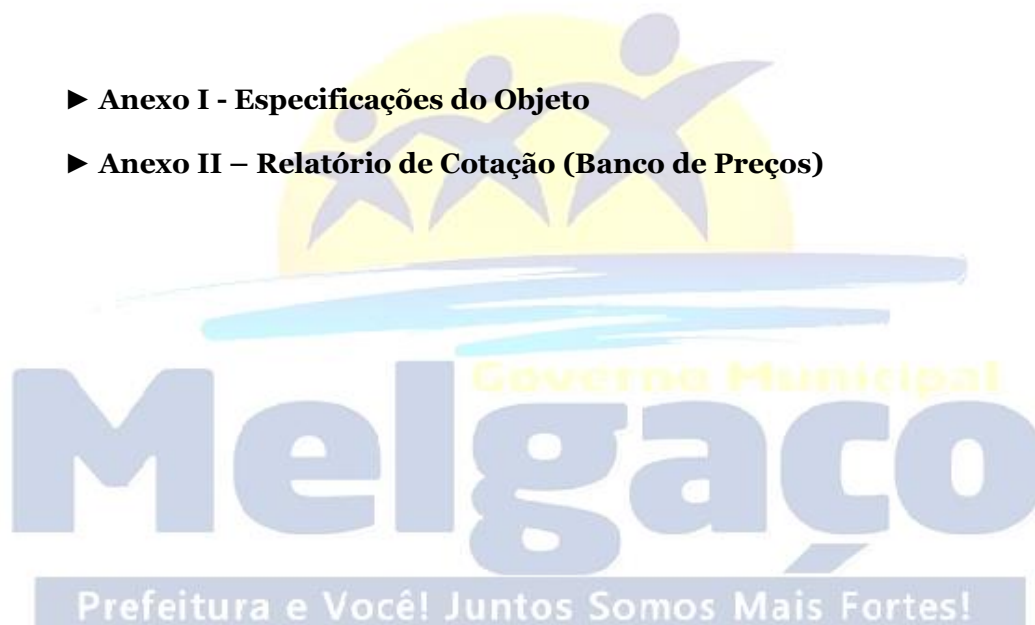 ► Anexo I - Especificações do Objeto
► Anexo II – Relatório de Cotação (Banco de Preços)
Governo Municipal
Melgaço
Prefeitura e Você! Juntos Somos Mais Fortes!